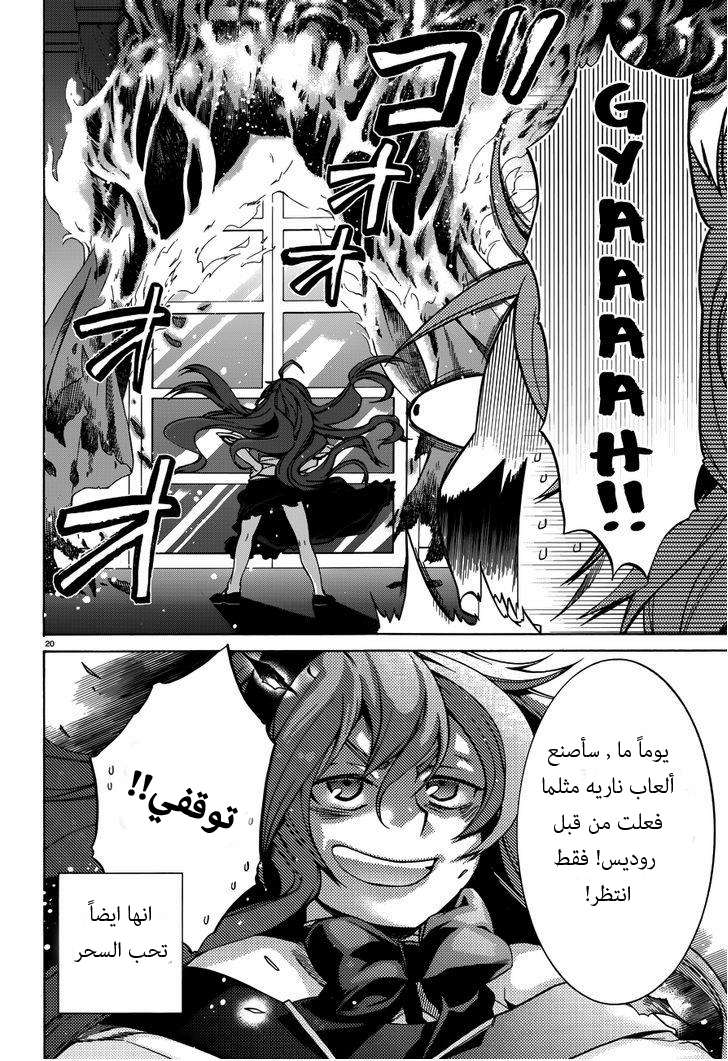 GYAAAAAH!!
ゴオオオオ
20
يوماً ما , سأصنع
ألعاب ناريه مثلما
فعلت من قبل
روديس! فقط
انتظر!
توقفي!!
انها ايضاً
تحب السحر